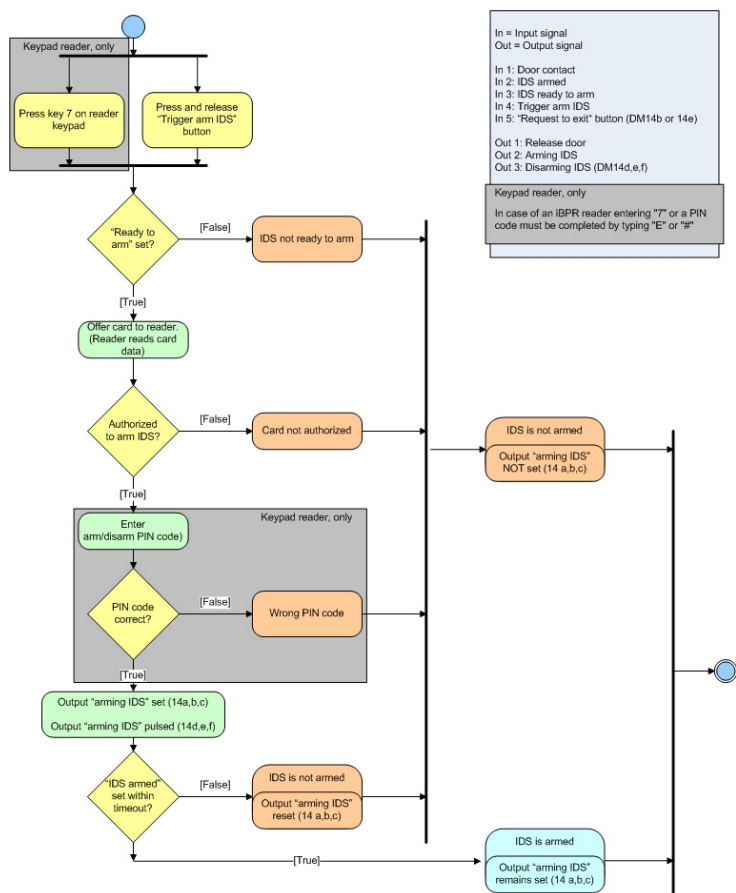 Keypad reader, only
Press key 7 on reader
keypad
Press and release
“Trigger arm IDS”
button
In = Input signal
Out = Output signal
In 1: Door contact
In 2: IDS armed
In 3: IDS ready to arm
In 4: Trigger arm IDS
In 5: "Request to exit" button (DM14b or 14e)
Out 1: Release door
Out 2: Arming IDS
Out 3: Disarming IDS (DM14d,e,f)
Keypad reader, only
In case of an iBPR reader entering "7" or a PIN
code must be completed by typing "E" or "#"
“Ready to
arm” set?
[False]
IDS not ready to arm
[True]
Offer card to reader.
(Reader reads card
data)
Authorized
to arm IDS?
[False]
Card not authorized
[True]
IDS is not armed
Output “arming IDS”
NOT set (14 a,b,c)
Keypad reader, only
Enter
arm/disarm PIN code)
PIN code
correct?
[False]
Wrong PIN code
[True]
Output “arming IDS” set (14a,b,c)
Output “arming IDS” pulsed (14d,e,f)
“IDS armed”
set within
timeout?
[False]
IDS is not armed
Output “arming IDS”
reset (14 a,b,c)
[True]
IDS is armed
Output “arming IDS”
remains set (14 a,b,c)